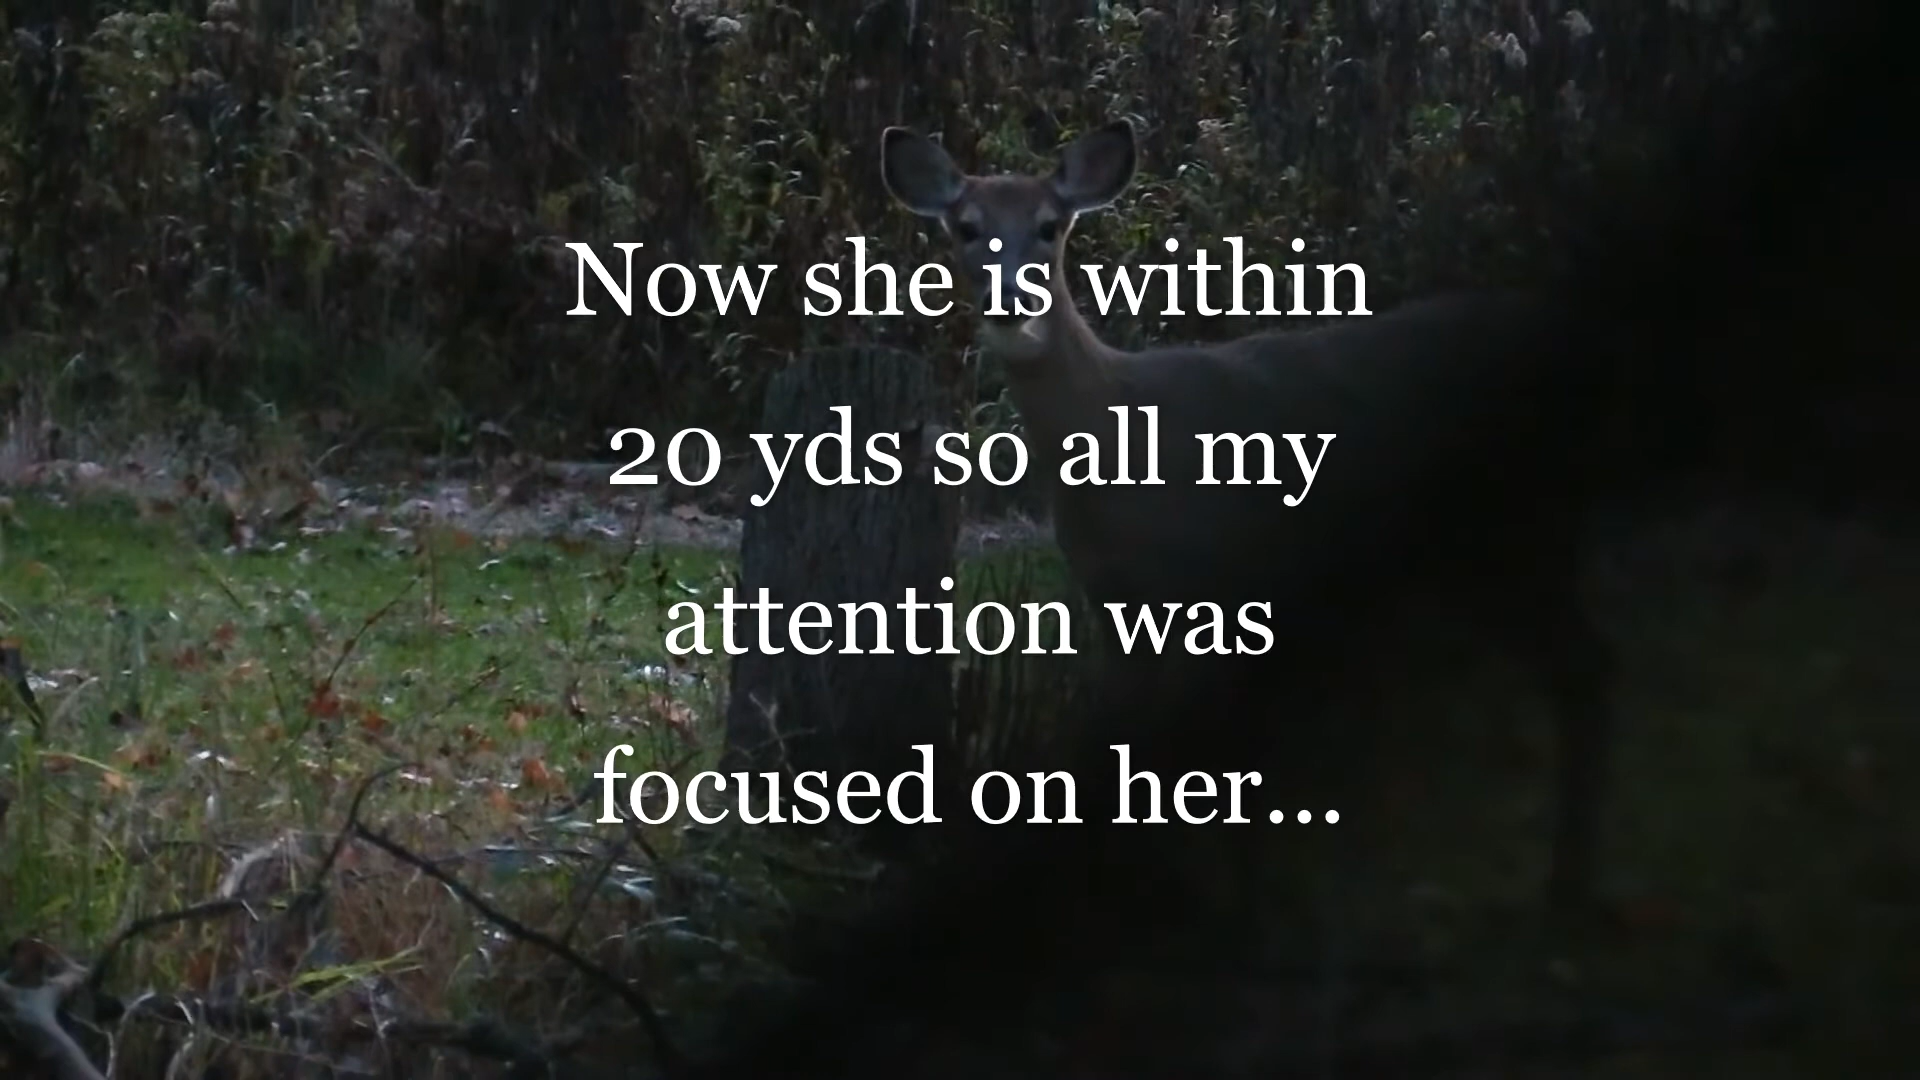 Now she is within
20 yds so all my
attention was
focused on her...